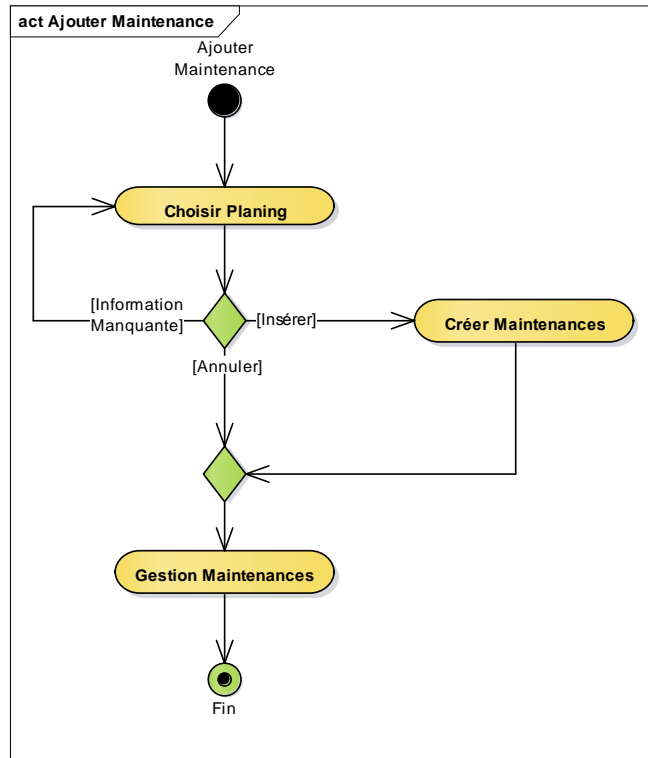 act Ajouter Maintenance
Ajouter
Maintenance
Choisir Planing
[Information
Manquante]
[Insérer]
Créer Maintenances
[Annuler]
Gestion Maintenances
Fin